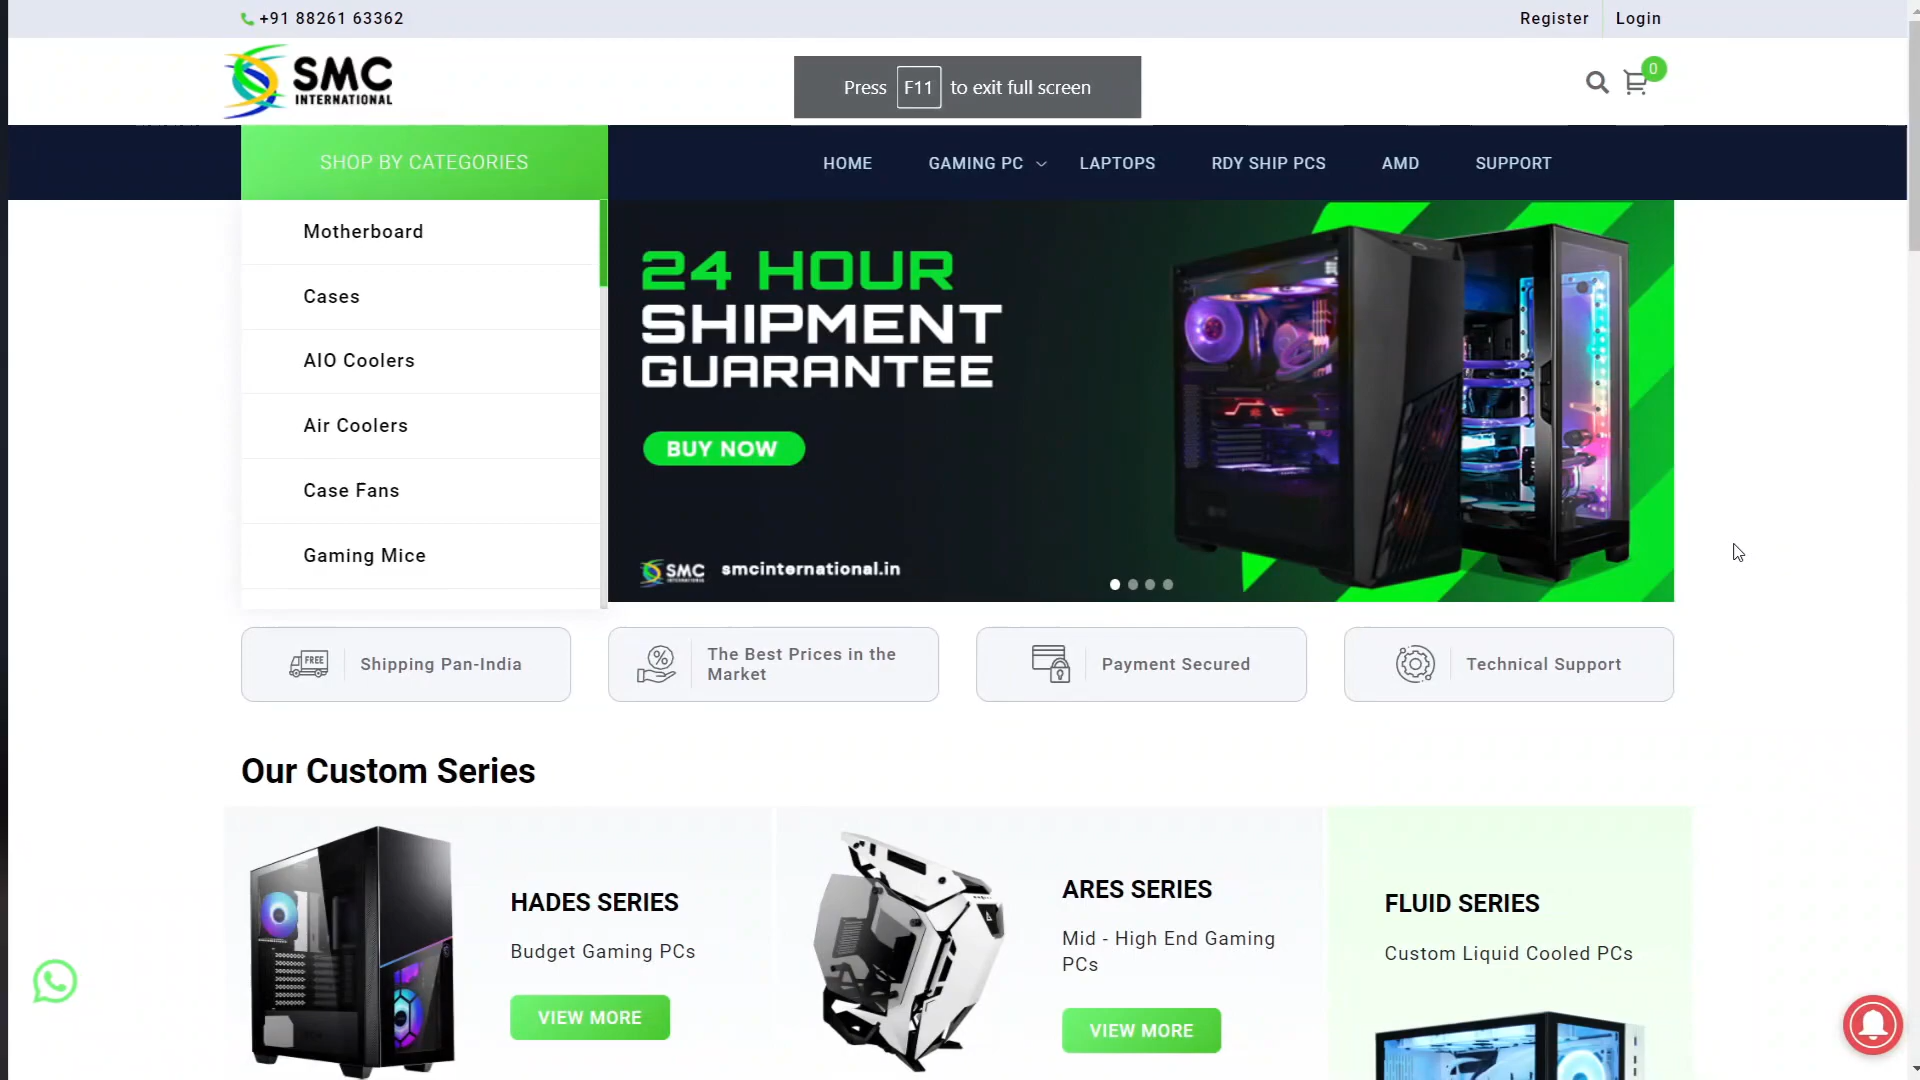 +91 88261 63362
Register
Login
SMC
INTERNATIONAL
Press F11 to exit full screen
0
SHOP BY CATEGORIES
HOME
GAMING PC
LAPTOPS
RDY SHIP PCS
AMD
SUPPORT
Motherboard
Cases
AIO Coolers
Air Coolers
Case Fans
Gaming Mice
24 HOUR
SHIPMENT
GUARANTEE
BUY NOW
SMC
smcinternational.in
FREE
Shipping Pan-India
The Best Prices in the
Market
Payment Secured
Technical Support
Our Custom Series
HADES SERIES
Budget Gaming PCs
VIEW MORE
ARES SERIES
Mid - High End Gaming
PCs
VIEW MORE
FLUID SERIES
Custom Liquid Cooled PCs